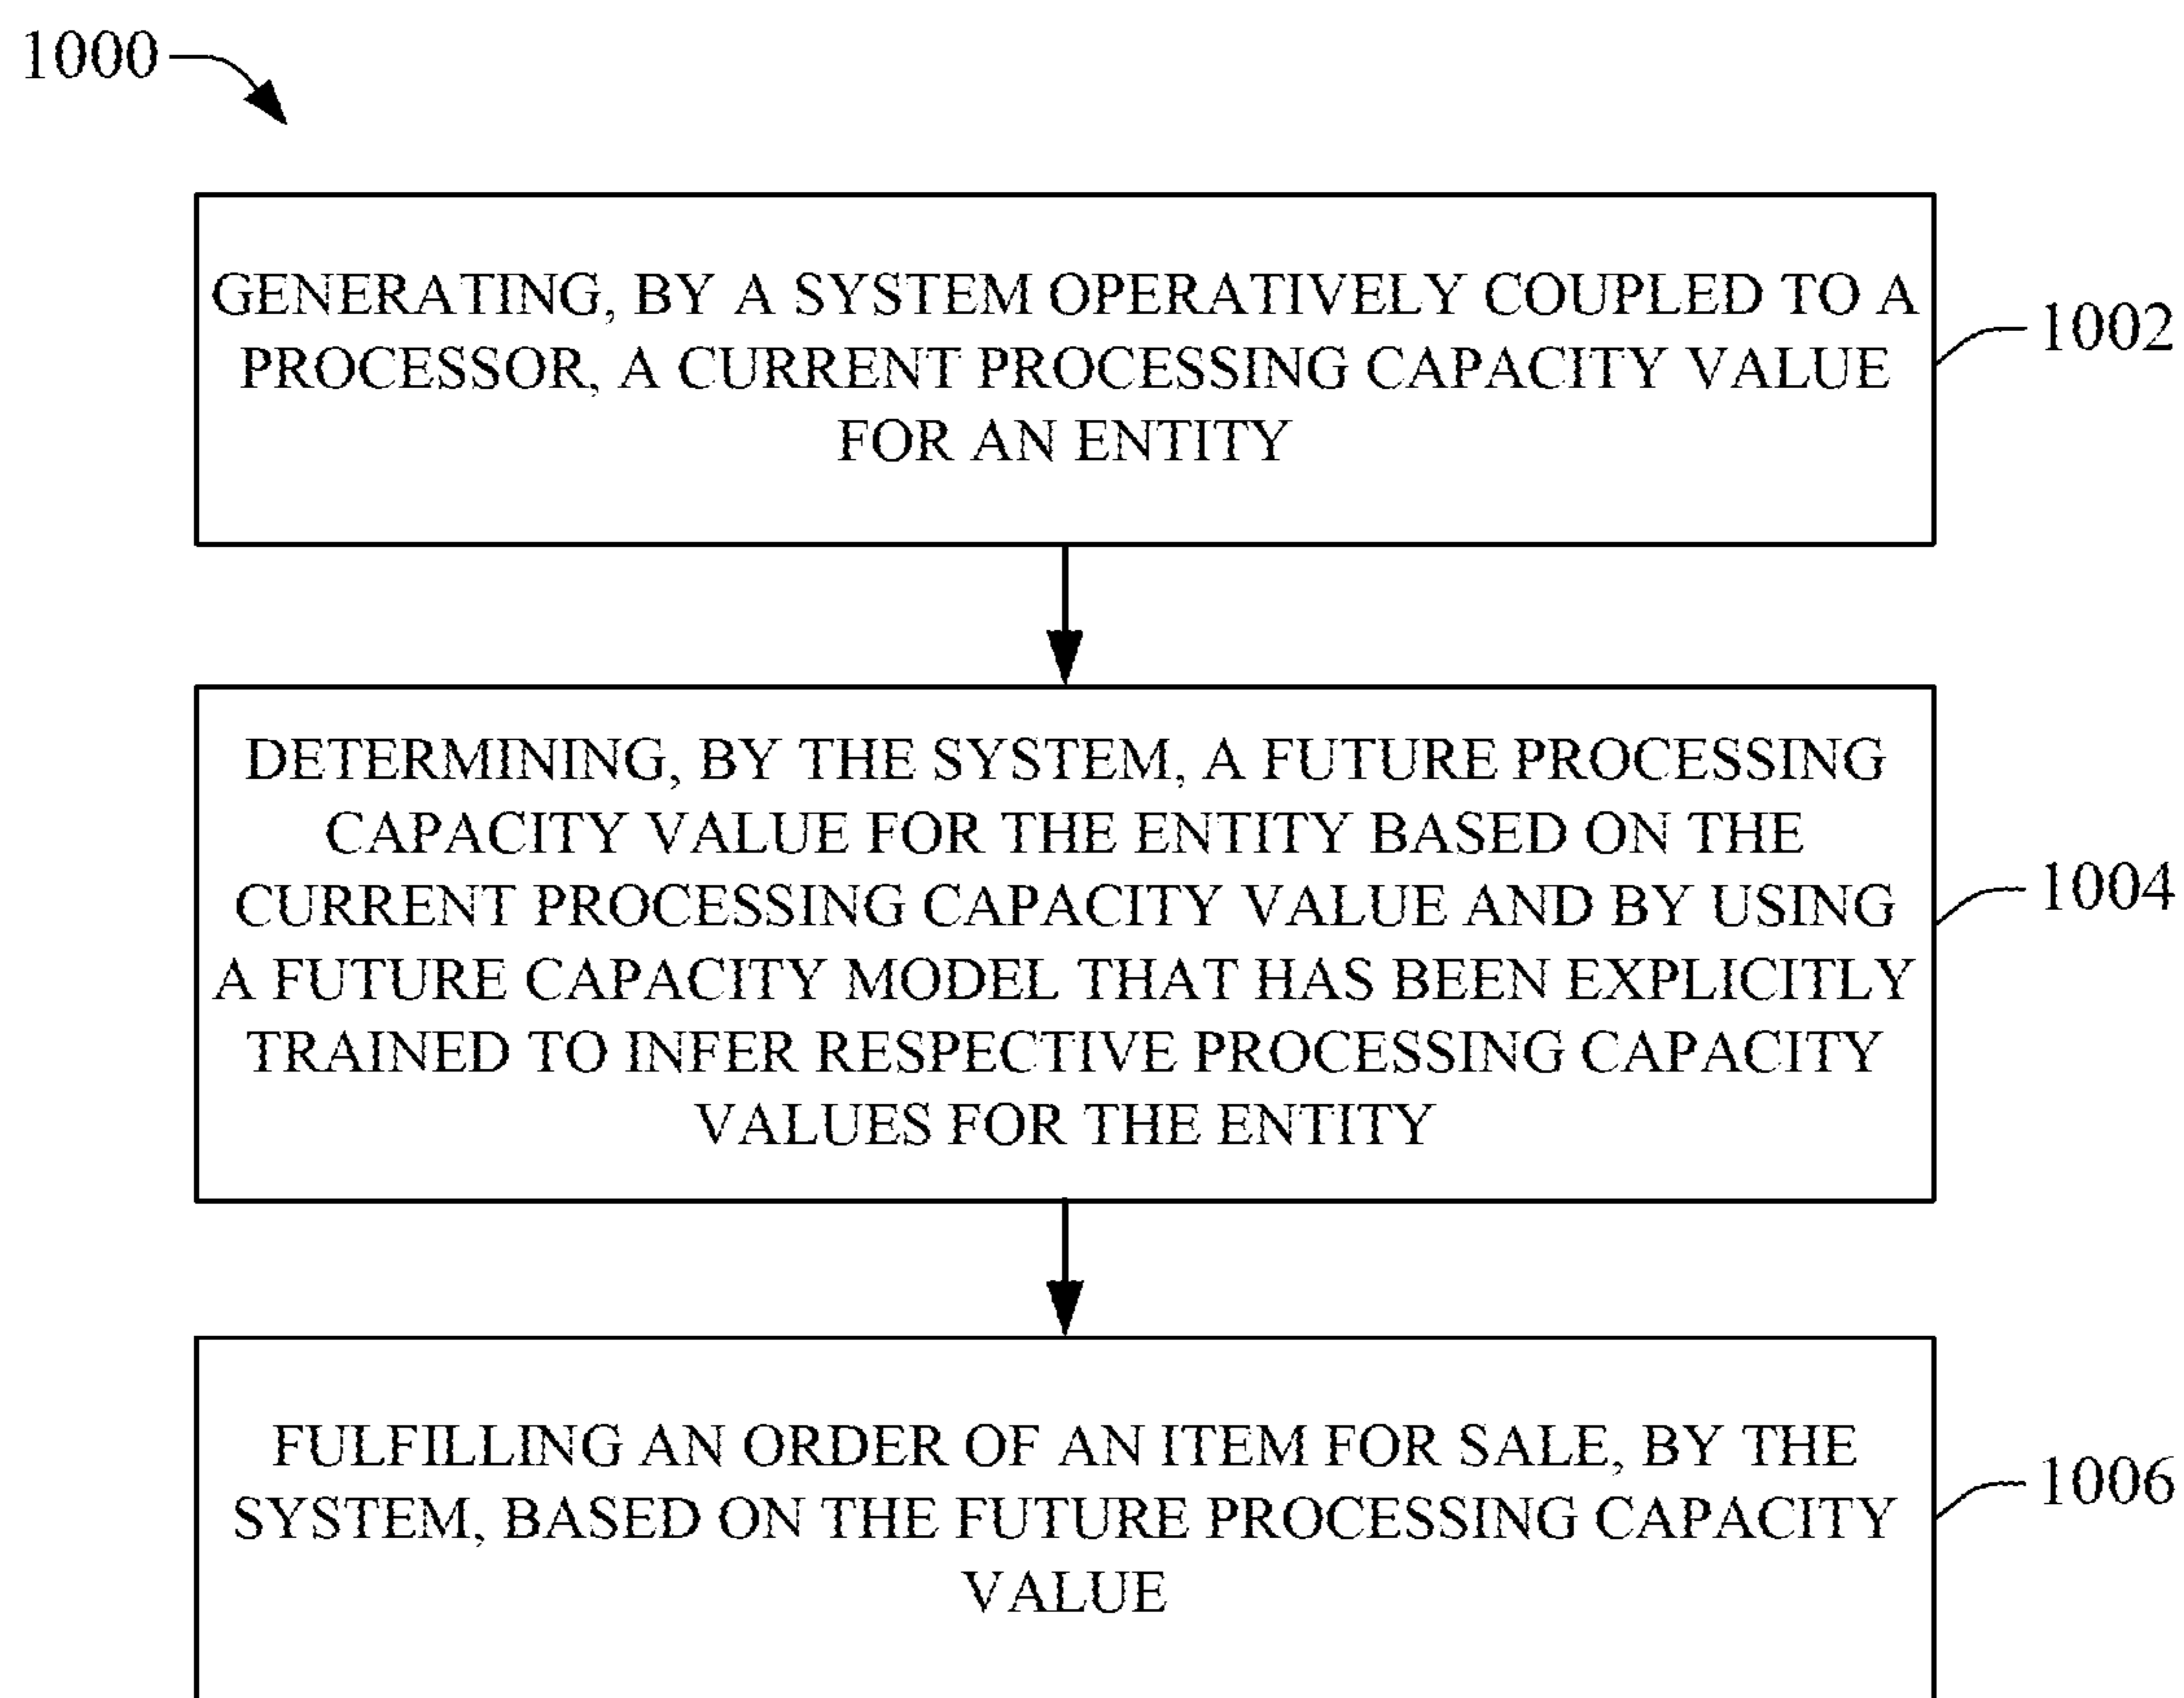 1000
GENERATING, BY A SYSTEM OPERATIVELY COUPLED TO A
PROCESSOR, A CURRENT PROCESSING CAPACITY VALUE
FOR AN ENTITY
1002
DETERMINING, BY THE SYSTEM, A FUTURE PROCESSING
CAPACITY VALUE FOR THE ENTITY BASED ON THE
CURRENT PROCESSING CAPACITY VALUE AND BY USING
A FUTURE CAPACITY MODEL THAT HAS BEEN EXPLICITLY
TRAINED TO INFER RESPECTIVE PROCESSING CAPACITY
VALUES FOR THE ENTITY
1004
FULFILLING AN ORDER OF AN ITEM FOR SALE, BY THE
SYSTEM, BASED ON THE FUTURE PROCESSING CAPACITY
VALUE
1006